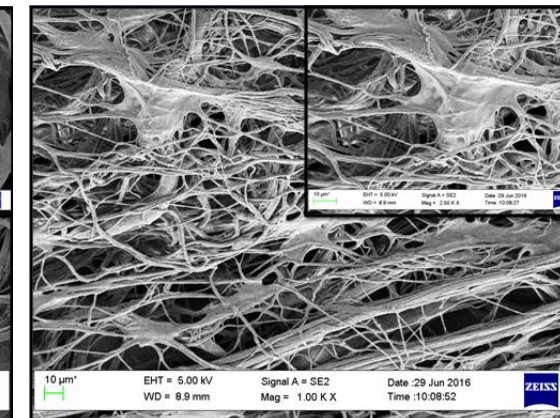 10 µm
EHT = 5.00 kV
Signal A = SE2
Date :29 Jun 2016
WD = 8.9 mm
Mag = 2.50 K X
Time :10:08:27
10 µm*
EHT = 5.00 kV
Signal A = SE2
Date :29 Jun 2016
WD = 8.9 mm
Mag = 1.00 K X
Time :10:08:52
ZEISS